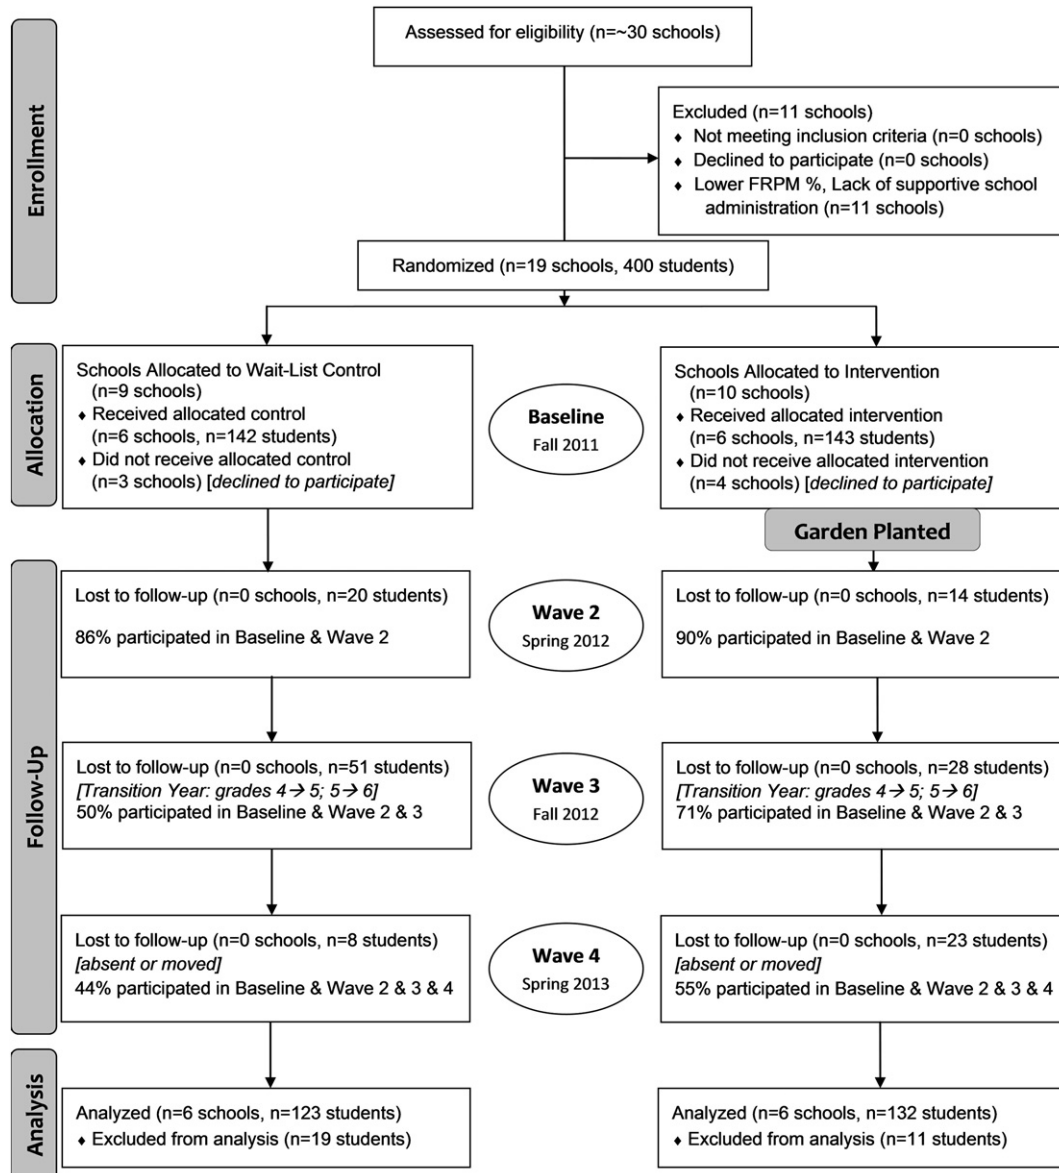 Enrollment
Assessed for eligibility (n=~30 schools)
Excluded (n=11 schools)
♦ Not meeting inclusion criteria (n=0 schools)
♦ Declined to participate (n=0 schools)
♦ Lower FRPM %, Lack of supportive school
administration (n=11 schools)
Randomized (n=19 schools, 400 students)
Allocation
Schools Allocated to Wait-List Control
(n=9 schools)
♦ Received allocated control
(n=6 schools, n=142 students)
♦ Did not receive allocated control
(n=3 schools) [declined to participate]
Baseline
Fall 2011
Schools Allocated to Intervention
(n=10 schools)
♦ Received allocated intervention
(n=6 schools, n=143 students)
♦ Did not receive allocated intervention
(n=4 schools) [declined to participate]
Garden Planted
Follow-Up
Lost to follow-up (n=0 schools, n=20 students)
86% participated in Baseline & Wave 2
Wave 2
Spring 2012
Lost to follow-up (n=0 schools, n=14 students)
90% participated in Baseline & Wave 2
Lost to follow-up (n=0 schools, n=51 students)
[Transition Year: grades 4→ 5; 5→ 6]
50% participated in Baseline & Wave 2 & 3
Wave 3
Fall 2012
Lost to follow-up (n=0 schools, n=28 students)
[Transition Year: grades 4→ 5; 5→ 6]
71% participated in Baseline & Wave 2 & 3
Lost to follow-up (n=0 schools, n=8 students)
[absent or moved]
44% participated in Baseline & Wave 2 & 3 & 4
Wave 4
Spring 2013
Lost to follow-up (n=0 schools, n=23 students)
[absent or moved]
55% participated in Baseline & Wave 2 & 3 & 4
Analysis
Analyzed (n=6 schools, n=123 students)
♦ Excluded from analysis (n=19 students)
Analyzed (n=6 schools, n=132 students)
♦ Excluded from analysis (n=11 students)